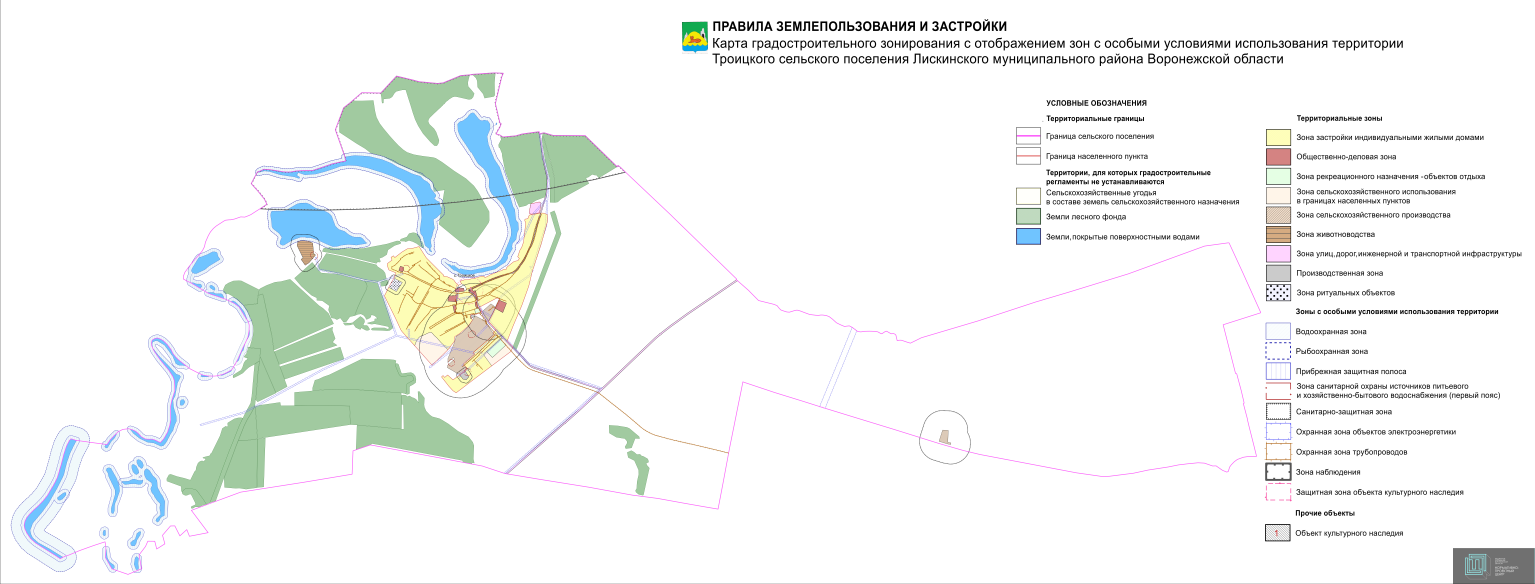 ПРАВИЛА ЗЕМЛЕПОЛЬЗОВАНИЯ И ЗАСТРОЙКИ
Карта градостроительного зонирования с отображением зон с особыми условиями использования территории
Троицкого сельского поселения Лискинского муниципального района Воронежской области
УСЛОВНЫЕ ОБОЗНАЧЕНИЯ
Территориальные границы
Граница сельского поселения
Граница населенного пункта
Территории, для которых градостроительные
регламенты не устанавливаются
Сельскохозяйственные угодья
в составе земель сельскохозяйственного назначения
Земли лесного фонда
Земли,покрытые поверхностными водами
Территориальные зоны
Зона застройки индивидуальными жилыми домами
Общественно-деловая зона
Зона рекреационного назначения -объектов отдыха
Зона сельскохозяйственного использования
в границах населенных пунктов
Зона сельскохозяйственного производства
Зона животноводства
Зона улиц,дорог,инженерной и транспортной инфраструктуры
Производственная зона
Зона ритуальных объектов
Зоны с особыми условиями использования территории
Водоохранная зона
Рыбоохранная зона
Прибрежная защитная полоса
Зона санитарной охраны источников питьевого
и хозяйственно-бытового водоснабжения (первый пояс)
Санитарно-защитная зона
Охранная зона объектов электроэнергетики
Охранная зона трубопроводов
Зона наблюдения
Защитная зона объекта культурного наследия
Прочие объекты
1
Объект культурного наследия